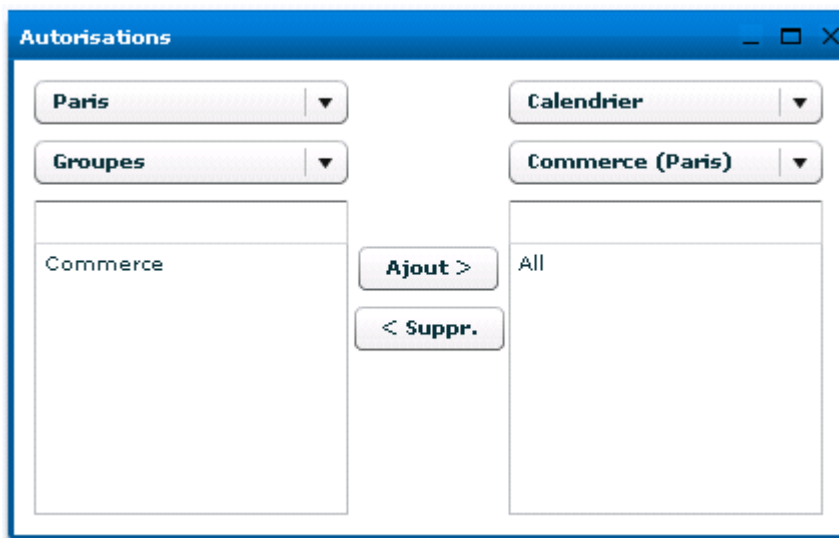 Autorisations
Paris
Calendrier
Groupes
Commerce (Paris)
Commerce
Ajout >
All
< Suppr.